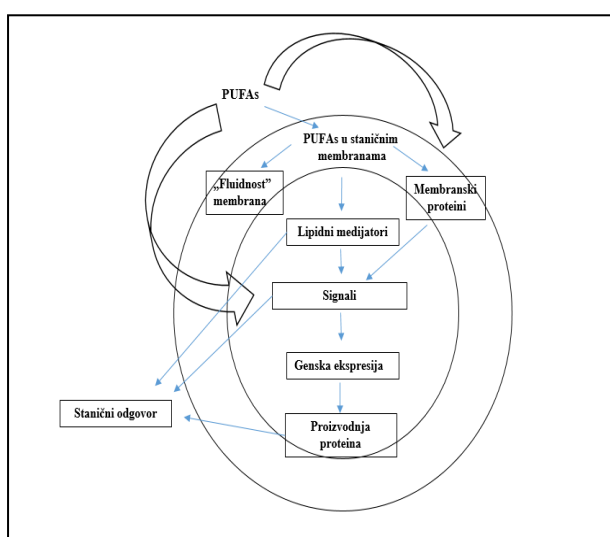 PUFAs
PUFAs u staničnim
membranama
„Fluidnost”
membrana
Membranski
proteini
Lipidni medijatori
Signali
Genska ekspresija
Stanični odgovor
Proizvodnja
proteina